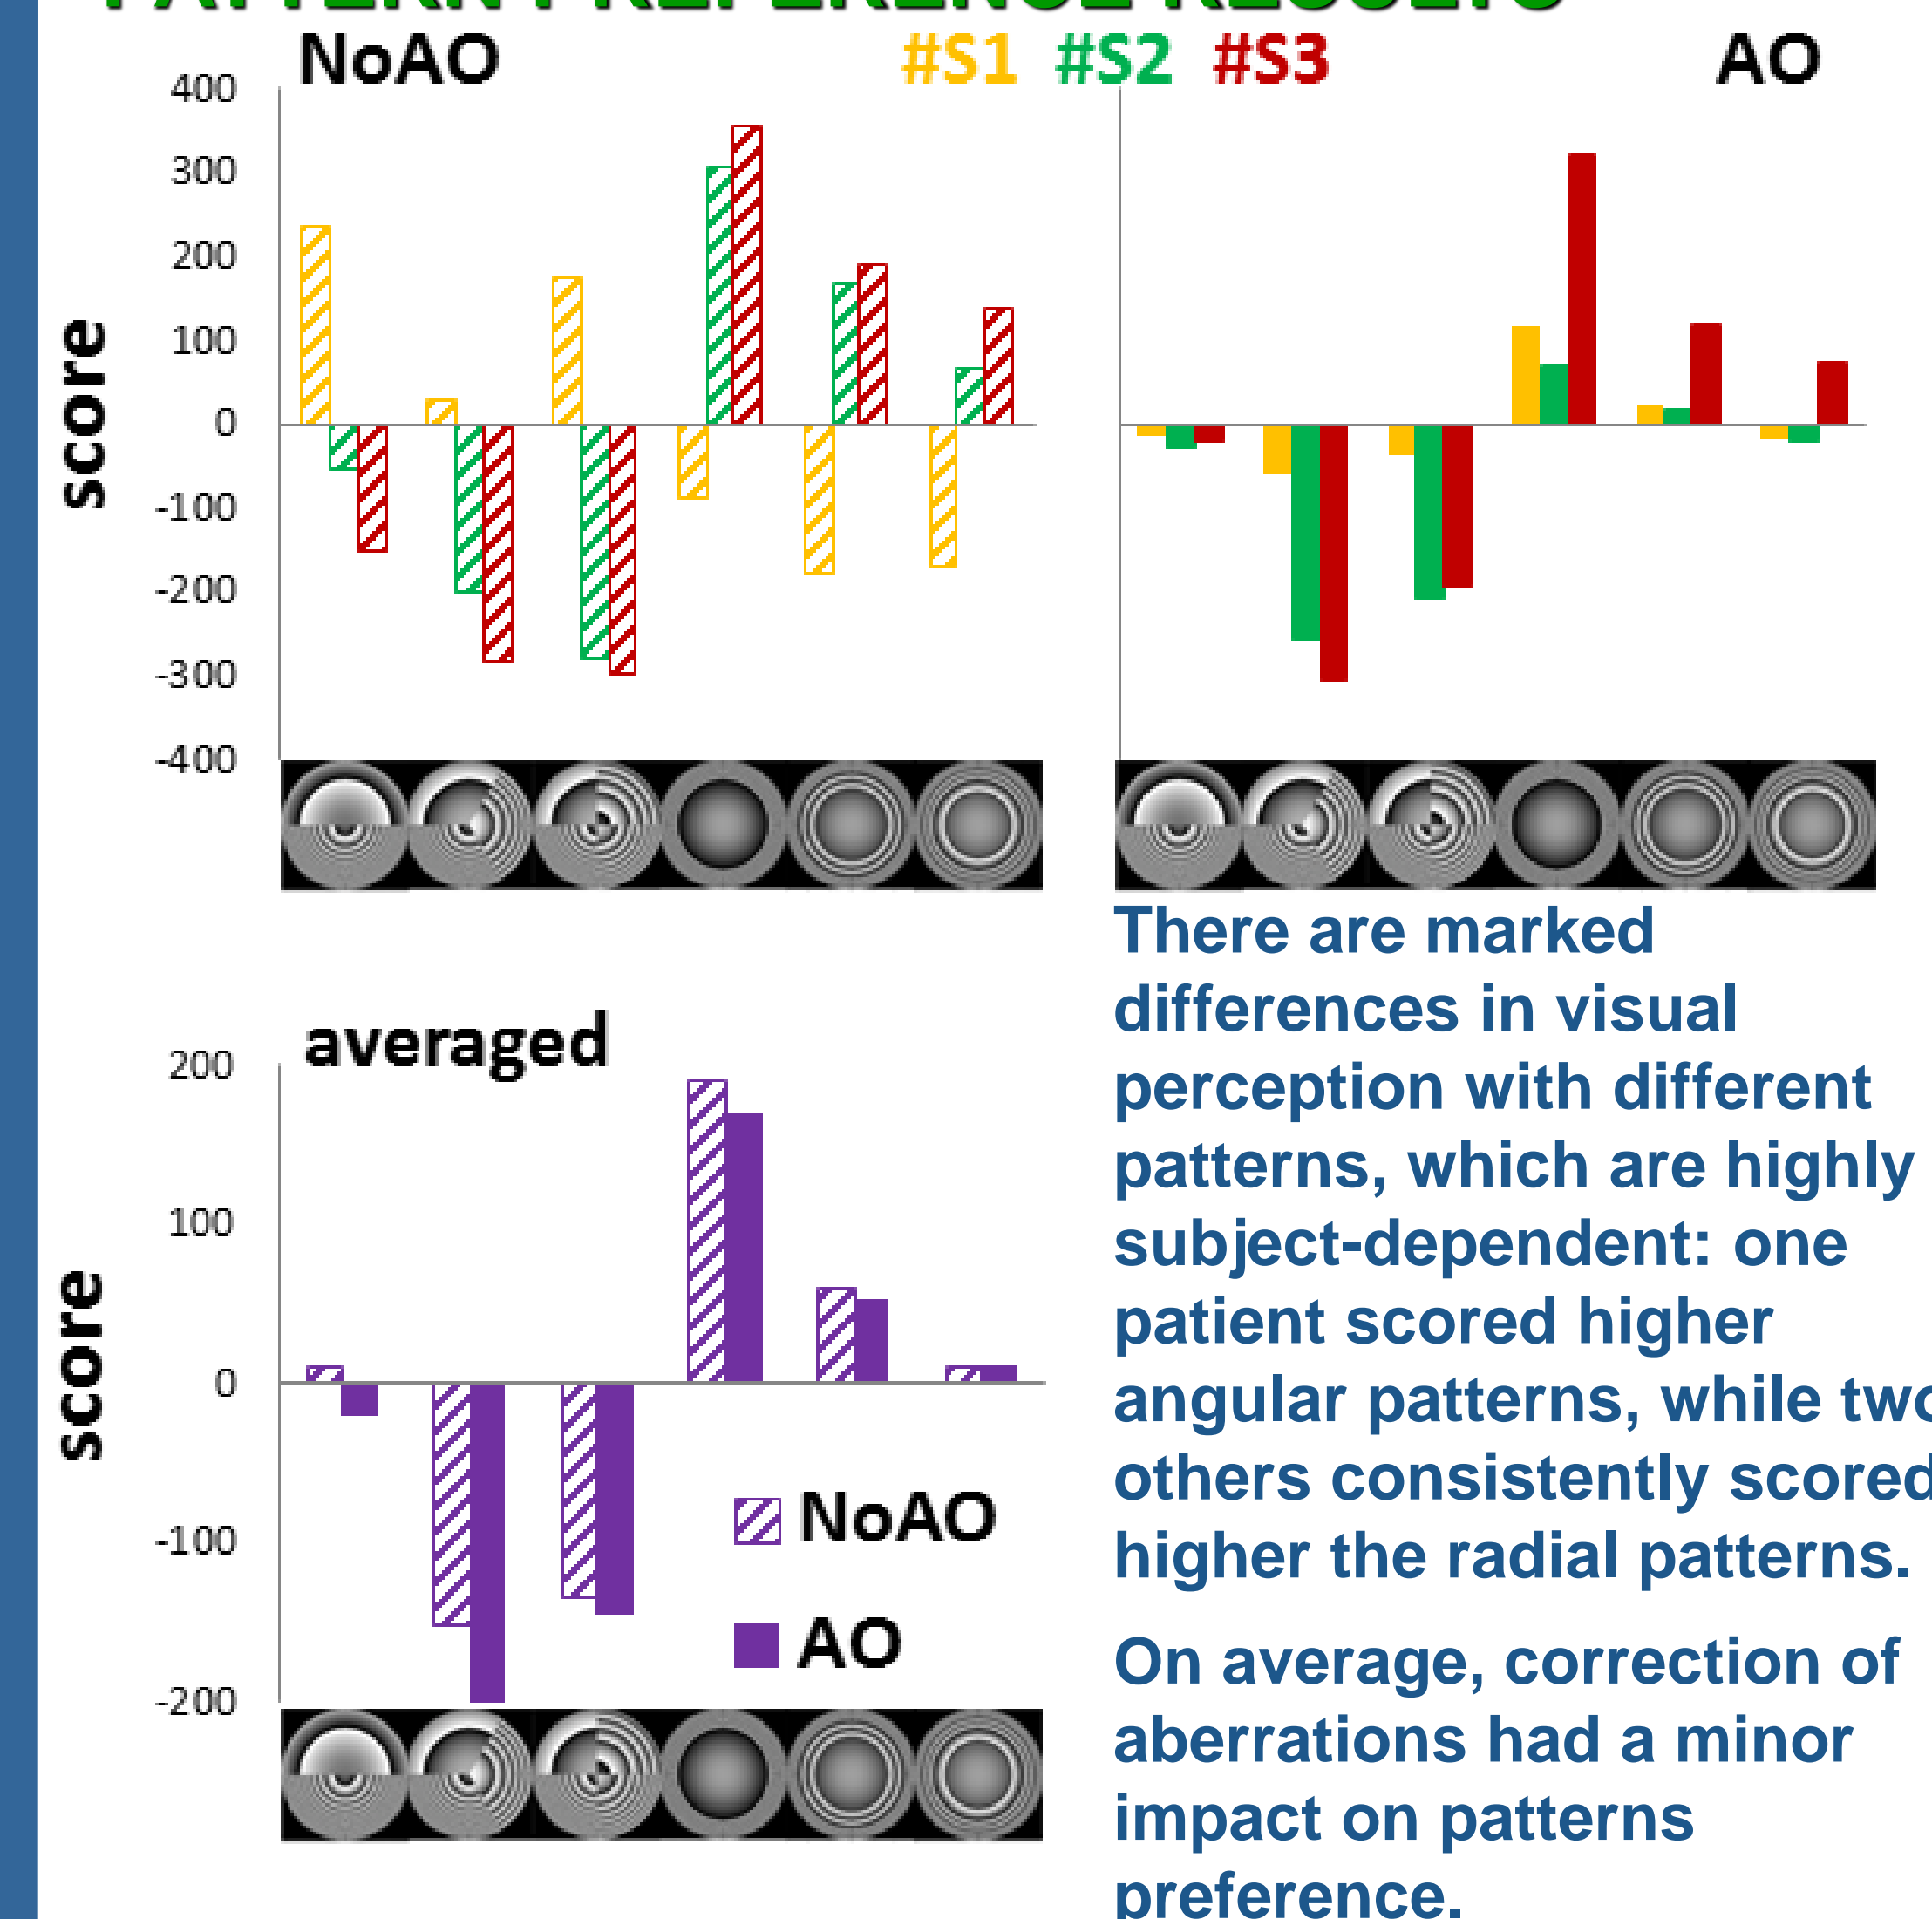 PATTERN PREFERENCE RESULTS
NoAO #S1 #S2 #S3 AO
400
300
200
100
0
-100
-200
-300
-400
score
There are marked
differences in visual
perception with different
patterns, which are highly
subject-dependent: one
patient scored higher
angular patterns, while two
others consistently scored
higher the radial patterns.
On average, correction of
aberrations had a minor
impact on patterns
preference.
averaged
200
100
0
-100
-200
score
NoAO
AO